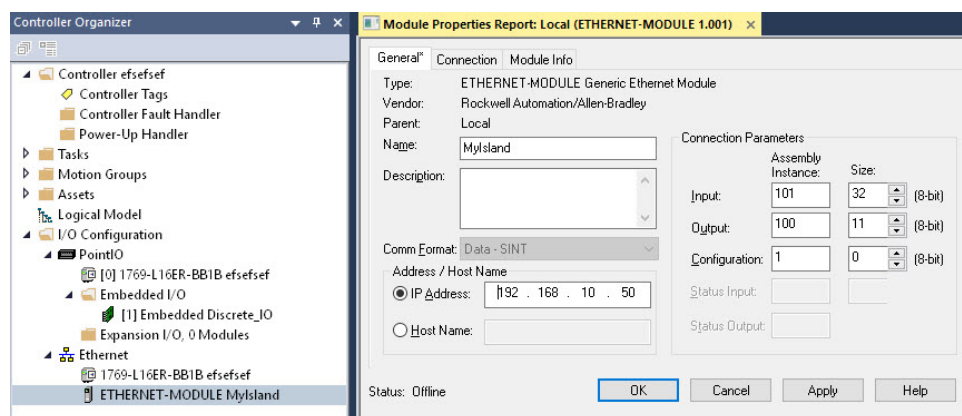 Controller Organizer
Controller efsefsef
Controller Tags
Controller Fault Handler
Power-Up Handler
Tasks
Motion Groups
Assets
Logical Model
I/O Configuration
PointIO
[0] 1769-L16ER-BB1B efsefsef
Embedded I/O
[1] Embedded Discrete_IO
Expansion I/O, 0 Modules
Ethernet
1769-L16ER-BB1B efsefsef
ETHERNET-MODULE MyIsland
Module Properties Report: Local (ETHERNET-MODULE 1.001)
General* Connection Module Info
Type: ETHERNET-MODULE Generic Ethernet Module
Vendor: Rockwell Automation/Allen-Bradley
Parent: Local
Name: MyIsland
Description:
Comm Format: Data - SINT
Address / Host Name
IP Address: 192 . 168 . 10 . 50
Host Name:
Connection Parameters
Assembly
Instance: Size:
Input: 101 32 (8-bit)
Output: 100 11 (8-bit)
Configuration: 1 0 (8-bit)
Status Input:
Status Output:
Status: Offline
OK Cancel Apply Help